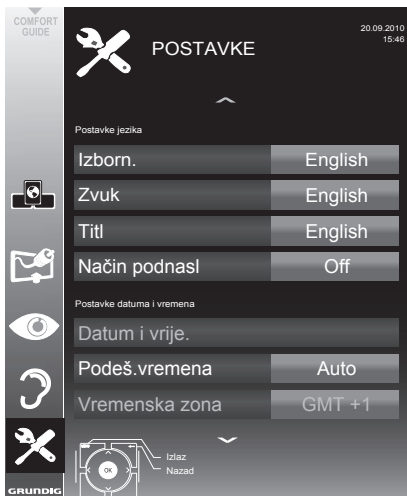 COMFORT
GUIDE
POSTAVKE
20.09.2010
15:46
Postavke jezika
Izborn. English
Zvuk English
Titl English
Način podnasl Off
Postavke datuma i vremena
Datum i vrije.
Podeš.vremena Auto
Vremenska zona GMT +1
Izlaz
Nazad
OK
GRUNDIG